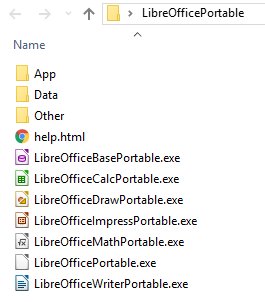 LibreOfficePortable
Name
App
Data
Other
help.html
LibreOfficeBasePortable.exe
LibreOfficeCalcPortable.exe
LibreOfficeDrawPortable.exe
LibreOfficeImpressPortable.exe
LibreOfficeMathPortable.exe
LibreOfficePortable.exe
LibreOfficeWriterPortable.exe